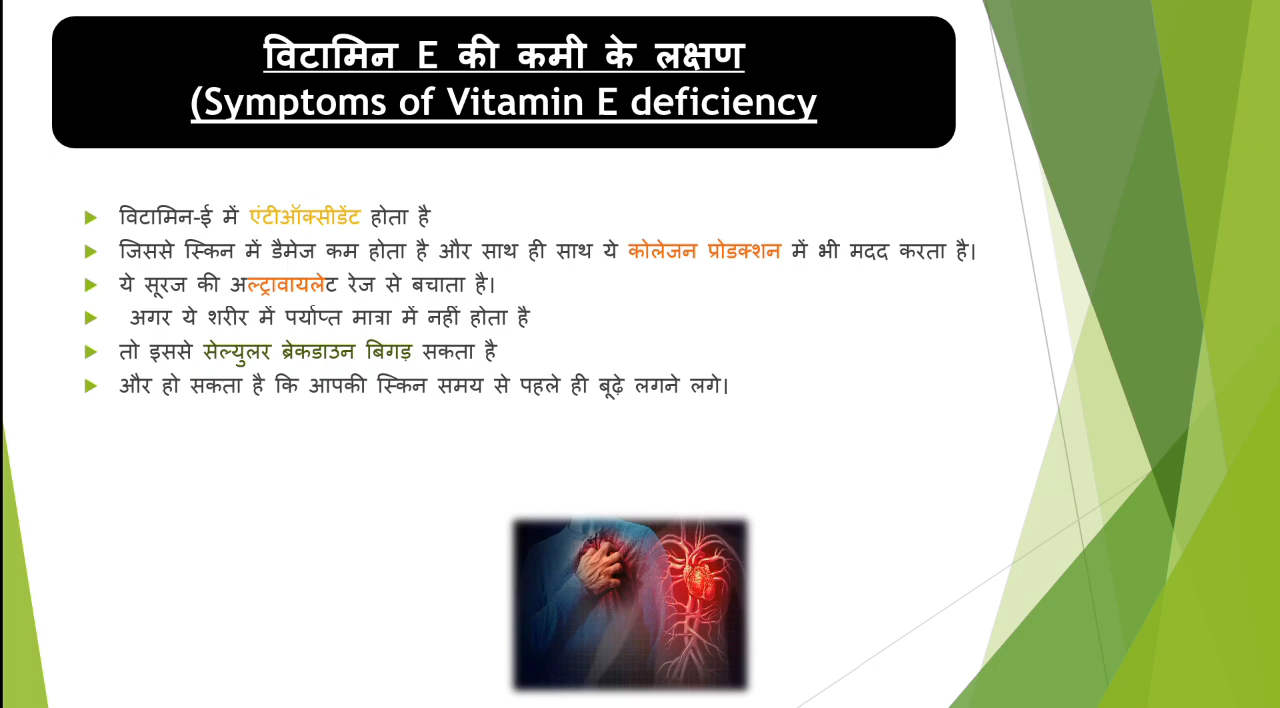 विटामिन E की कमी के लक्षण
(Symptoms of Vitamin E deficiency
विटामिन-ई में एंटीऑक्सीडेंट होता है
जिससे स्किन में डैमेज कम होता है और साथ ही साथ ये कोलेजन प्रोडक्शन में भी मदद करता है।
ये सूरज की अल्ट्रावायलेट रेज से बचाता है।
अगर ये शरीर में पर्याप्त मात्रा में नहीं होता है
तो इससे सेल्युलर ब्रेकडाउन बिगड़ सकता है
और हो सकता है कि आपकी स्किन समय से पहले ही बूढ़े लगने लगे।